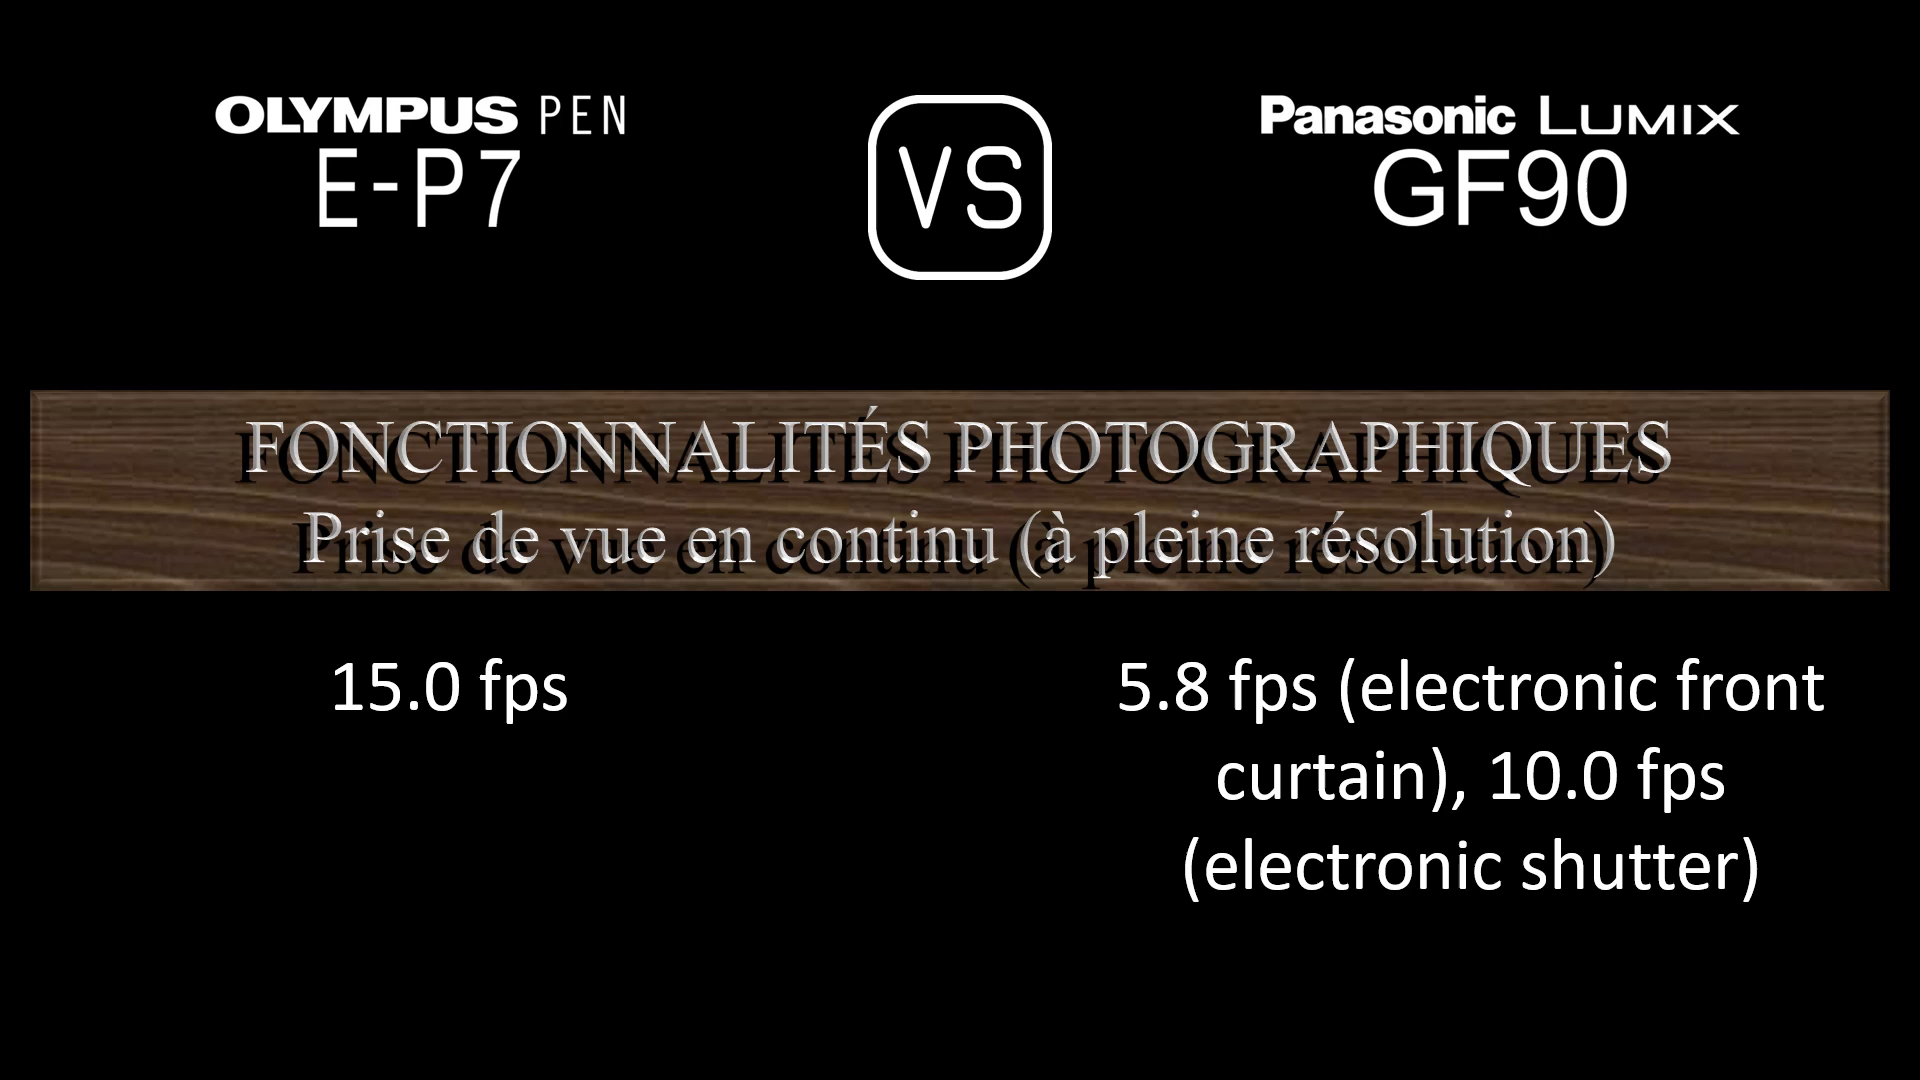 OLYMPUS PEN
E-P7
VS
Panasonic LUMIX
GF90
FONCTIONNALITÉS PHOTOGRAPHIQUES
Prise de vue en continu (à pleine résolution)
15.0 fps
5.8 fps (electronic front
curtain), 10.0 fps
(electronic shutter)